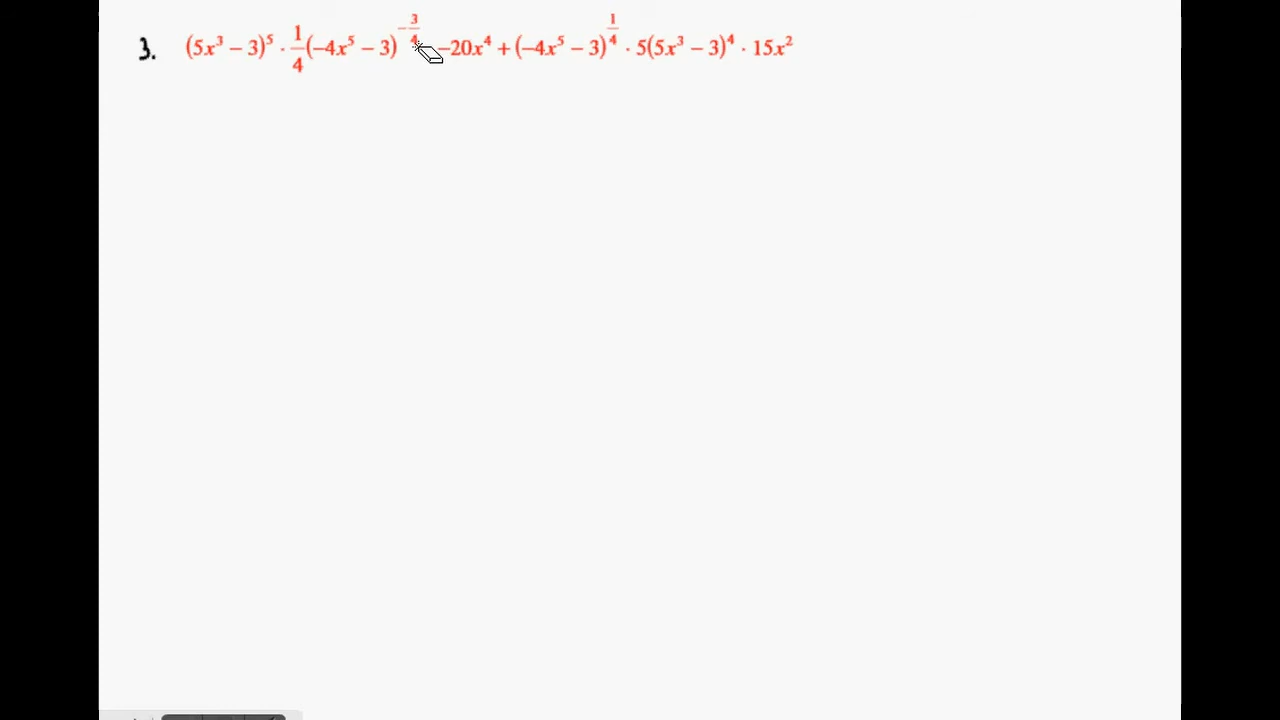 3. (5x³ – 3)⁵ · 1/4 (–4x⁵ – 3)^(–3/4) · –20x⁴ + (–4x⁵ – 3)^(1/4) · 5(5x³ – 3)⁴ · 15x²